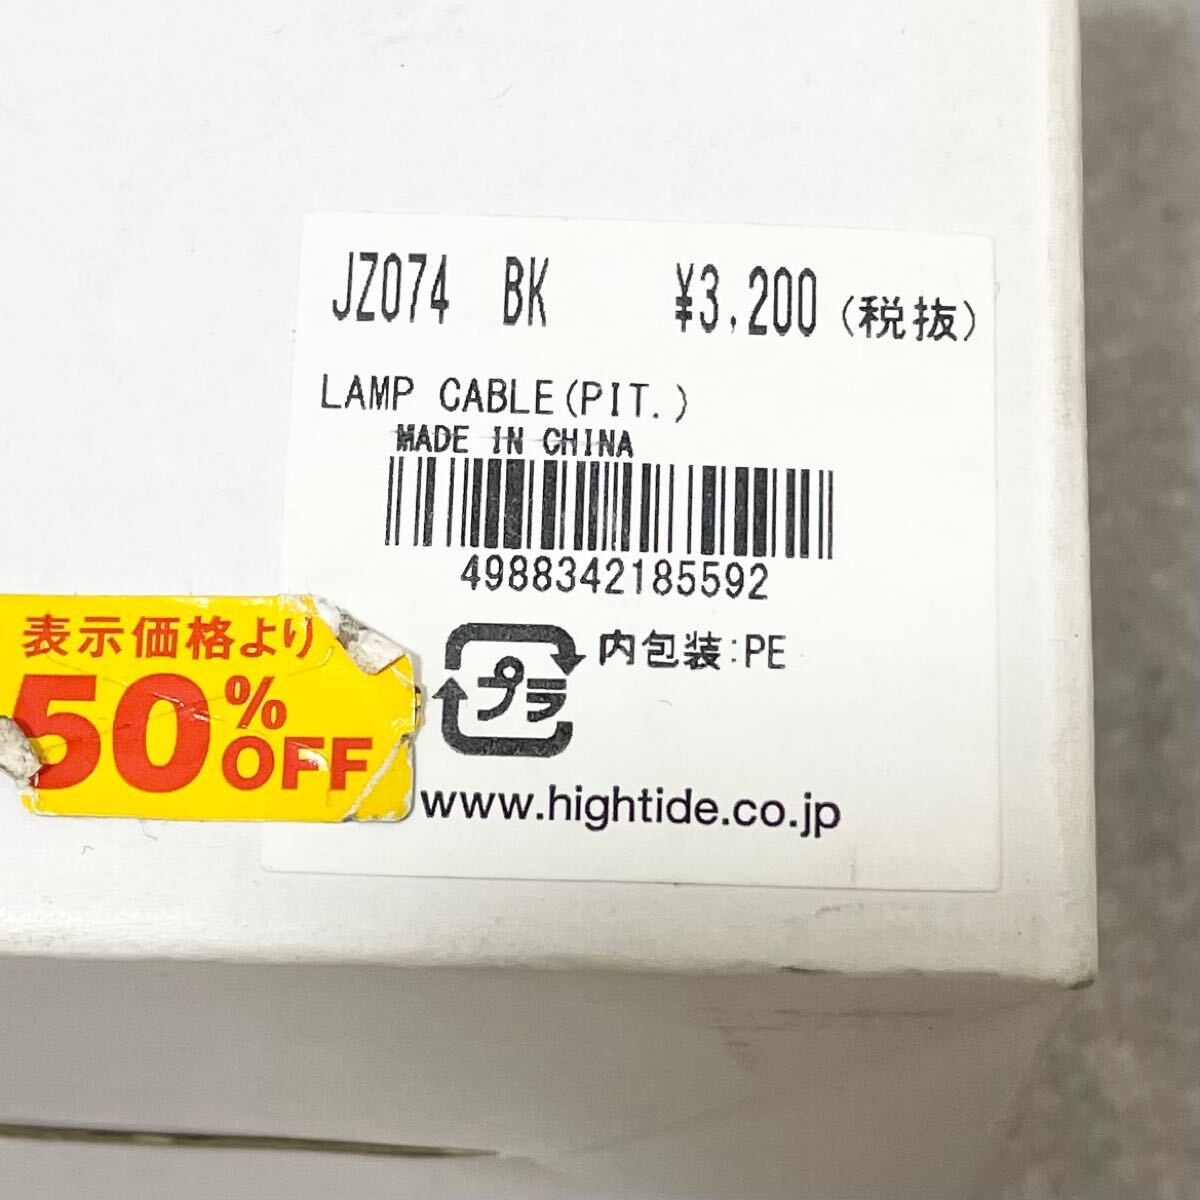 JZ074 BK ¥3,200 (税抜)
LAMP CABLE(PIT.)
MADE IN CHINA
4988342185592
プラ 内包装:PE
表示価格より
50%
OFF
www.hightide.co.jp